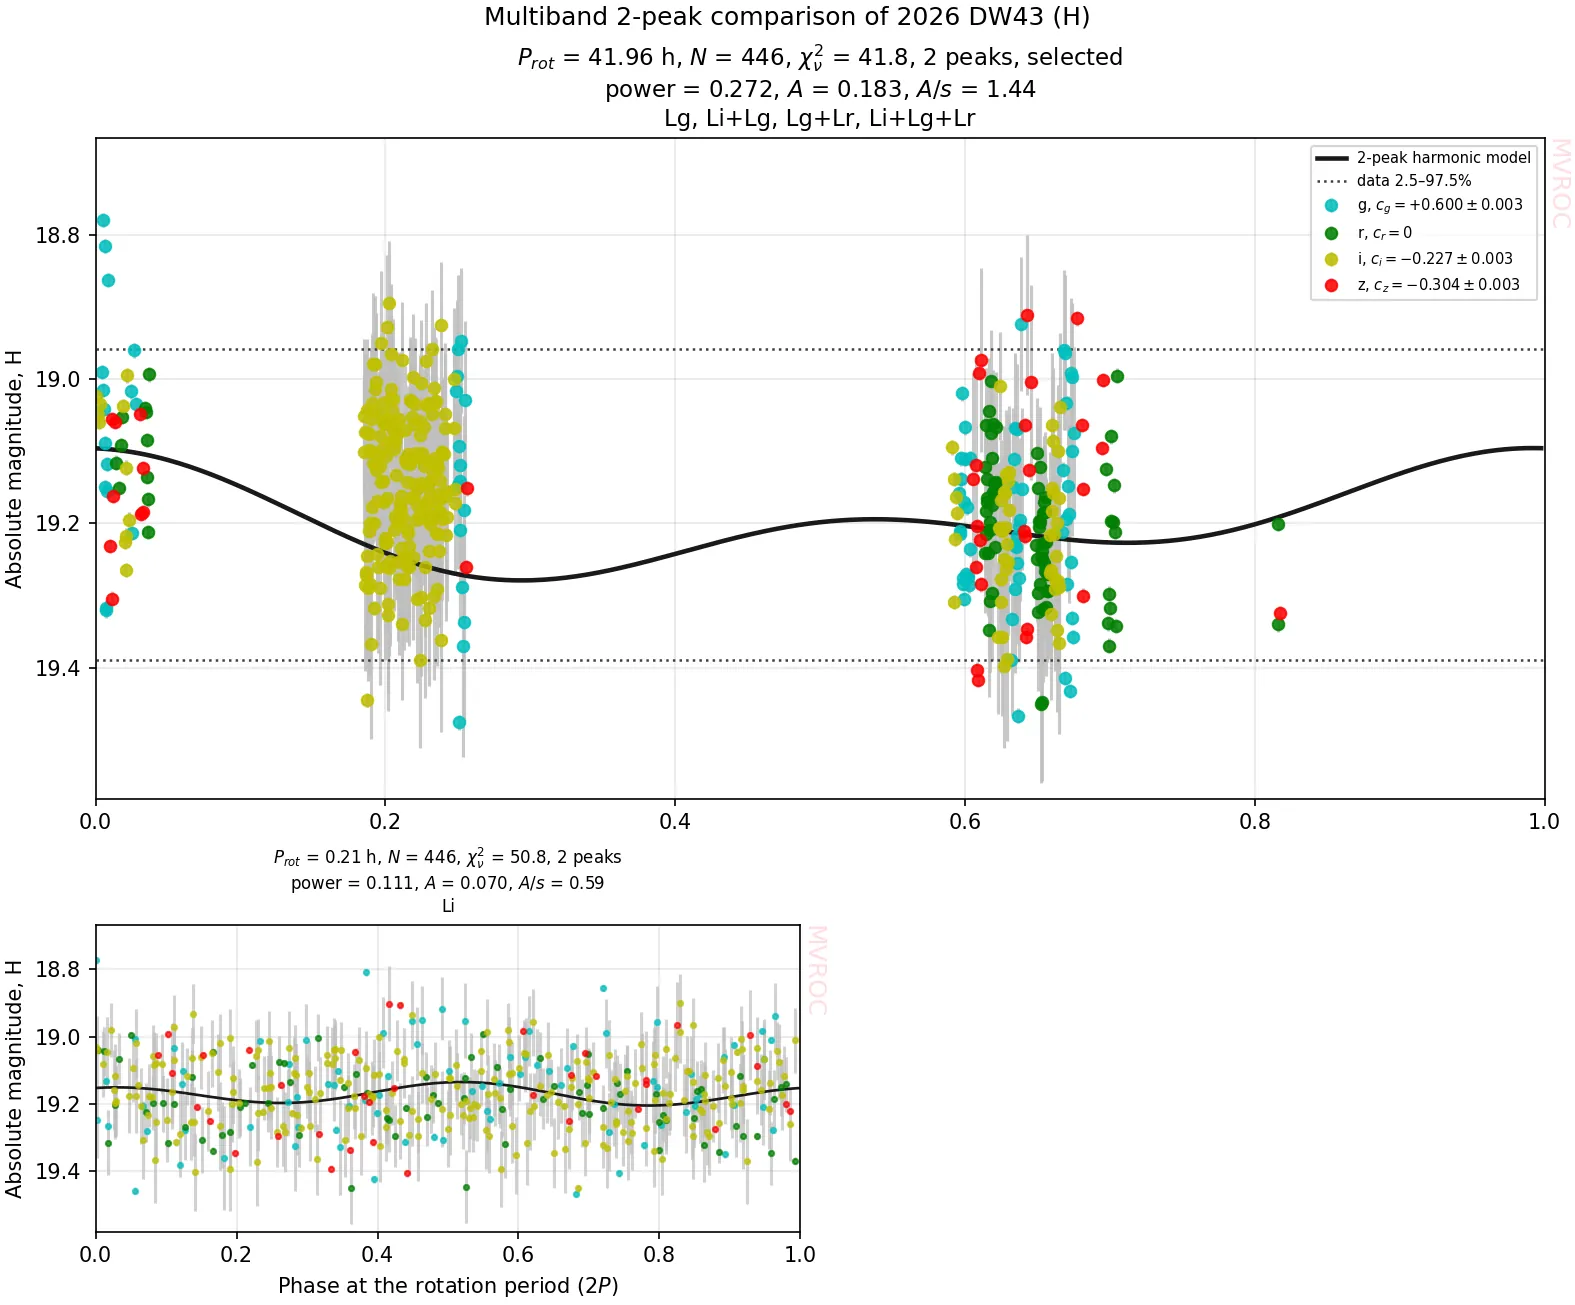 Multiband 2-peak comparison of 2026 DW43 (H)
P_rot = 41.96 h, N = 446, χ²_ν = 41.8, 2 peaks, selected
power = 0.272, A = 0.183, A/s = 1.44
Lg, Li+Lg, Lg+Lr, Li+Lg+Lr
2-peak harmonic model
data 2.5–97.5%
g, c_g = +0.600 ± 0.003
r, c_r = 0
i, c_i = −0.227 ± 0.003
z, c_z = −0.304 ± 0.003
MVROC
Absolute magnitude, H
18.8
19.0
19.2
19.4
0.0 0.2 0.4 0.6 0.8 1.0
P_rot = 0.21 h, N = 446, χ²_ν = 50.8, 2 peaks
power = 0.111, A = 0.070, A/s = 0.59
Li
MVROC
Absolute magnitude, H
18.8
19.0
19.2
19.4
0.0 0.2 0.4 0.6 0.8 1.0
Phase at the rotation period (2P)